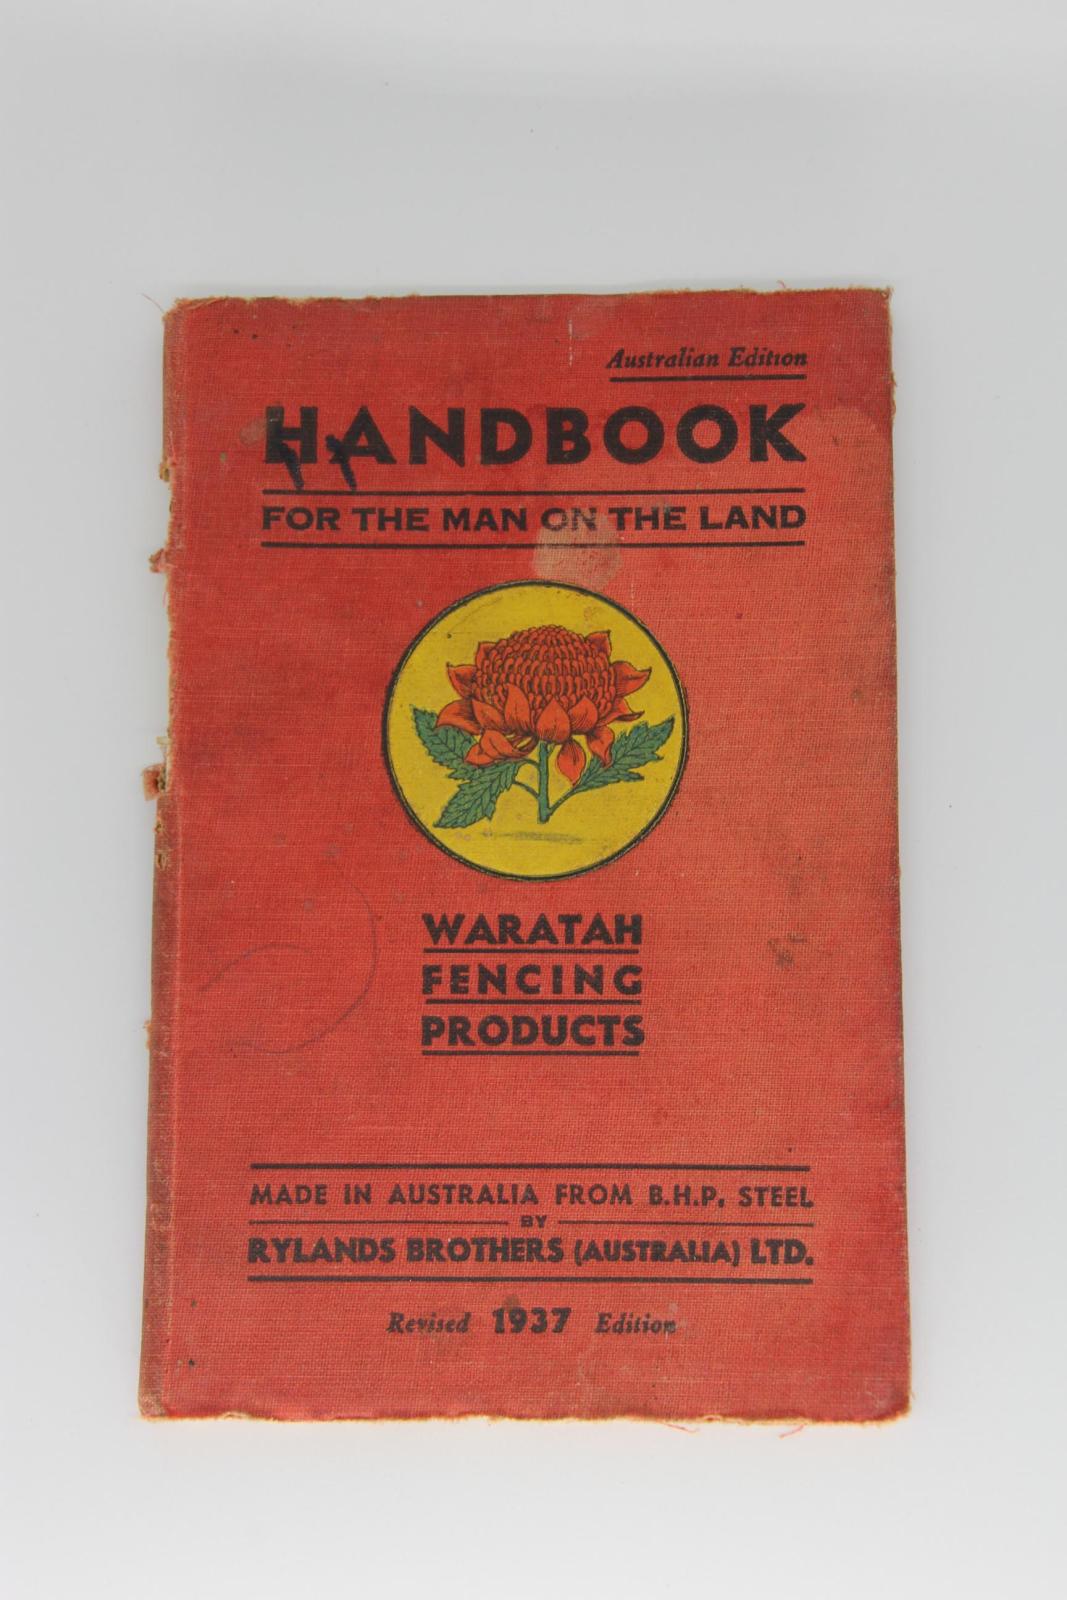 Australian Edition
HANDBOOK
FOR THE MAN ON THE LAND
WARATAH
FENCING
PRODUCTS
MADE IN AUSTRALIA FROM B.H.P. STEEL
BY
RYLANDS BROTHERS (AUSTRALIA) LTD.
Revised 1937 Edition